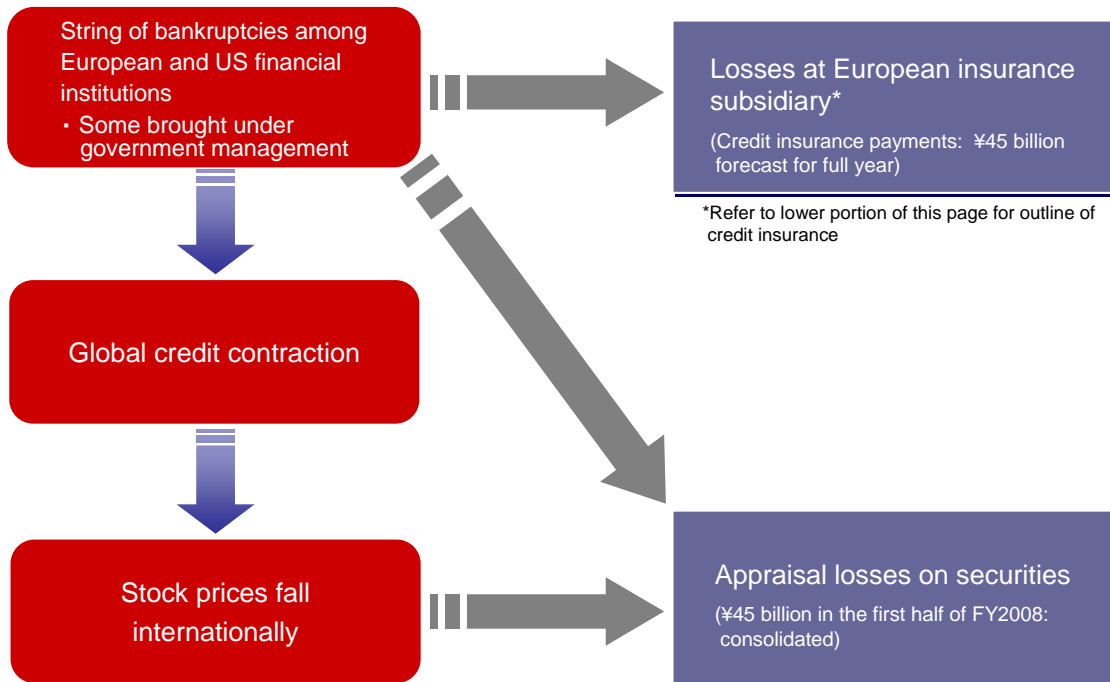 String of bankruptcies among
European and US financial
institutions
・ Some brought under
government management
Losses at European insurance
subsidiary*
(Credit insurance payments: ¥45 billion
forecast for full year)
*Refer to lower portion of this page for outline of
credit insurance
Global credit contraction
Stock prices fall
internationally
Appraisal losses on securities
(¥45 billion in the first half of FY2008:
consolidated)